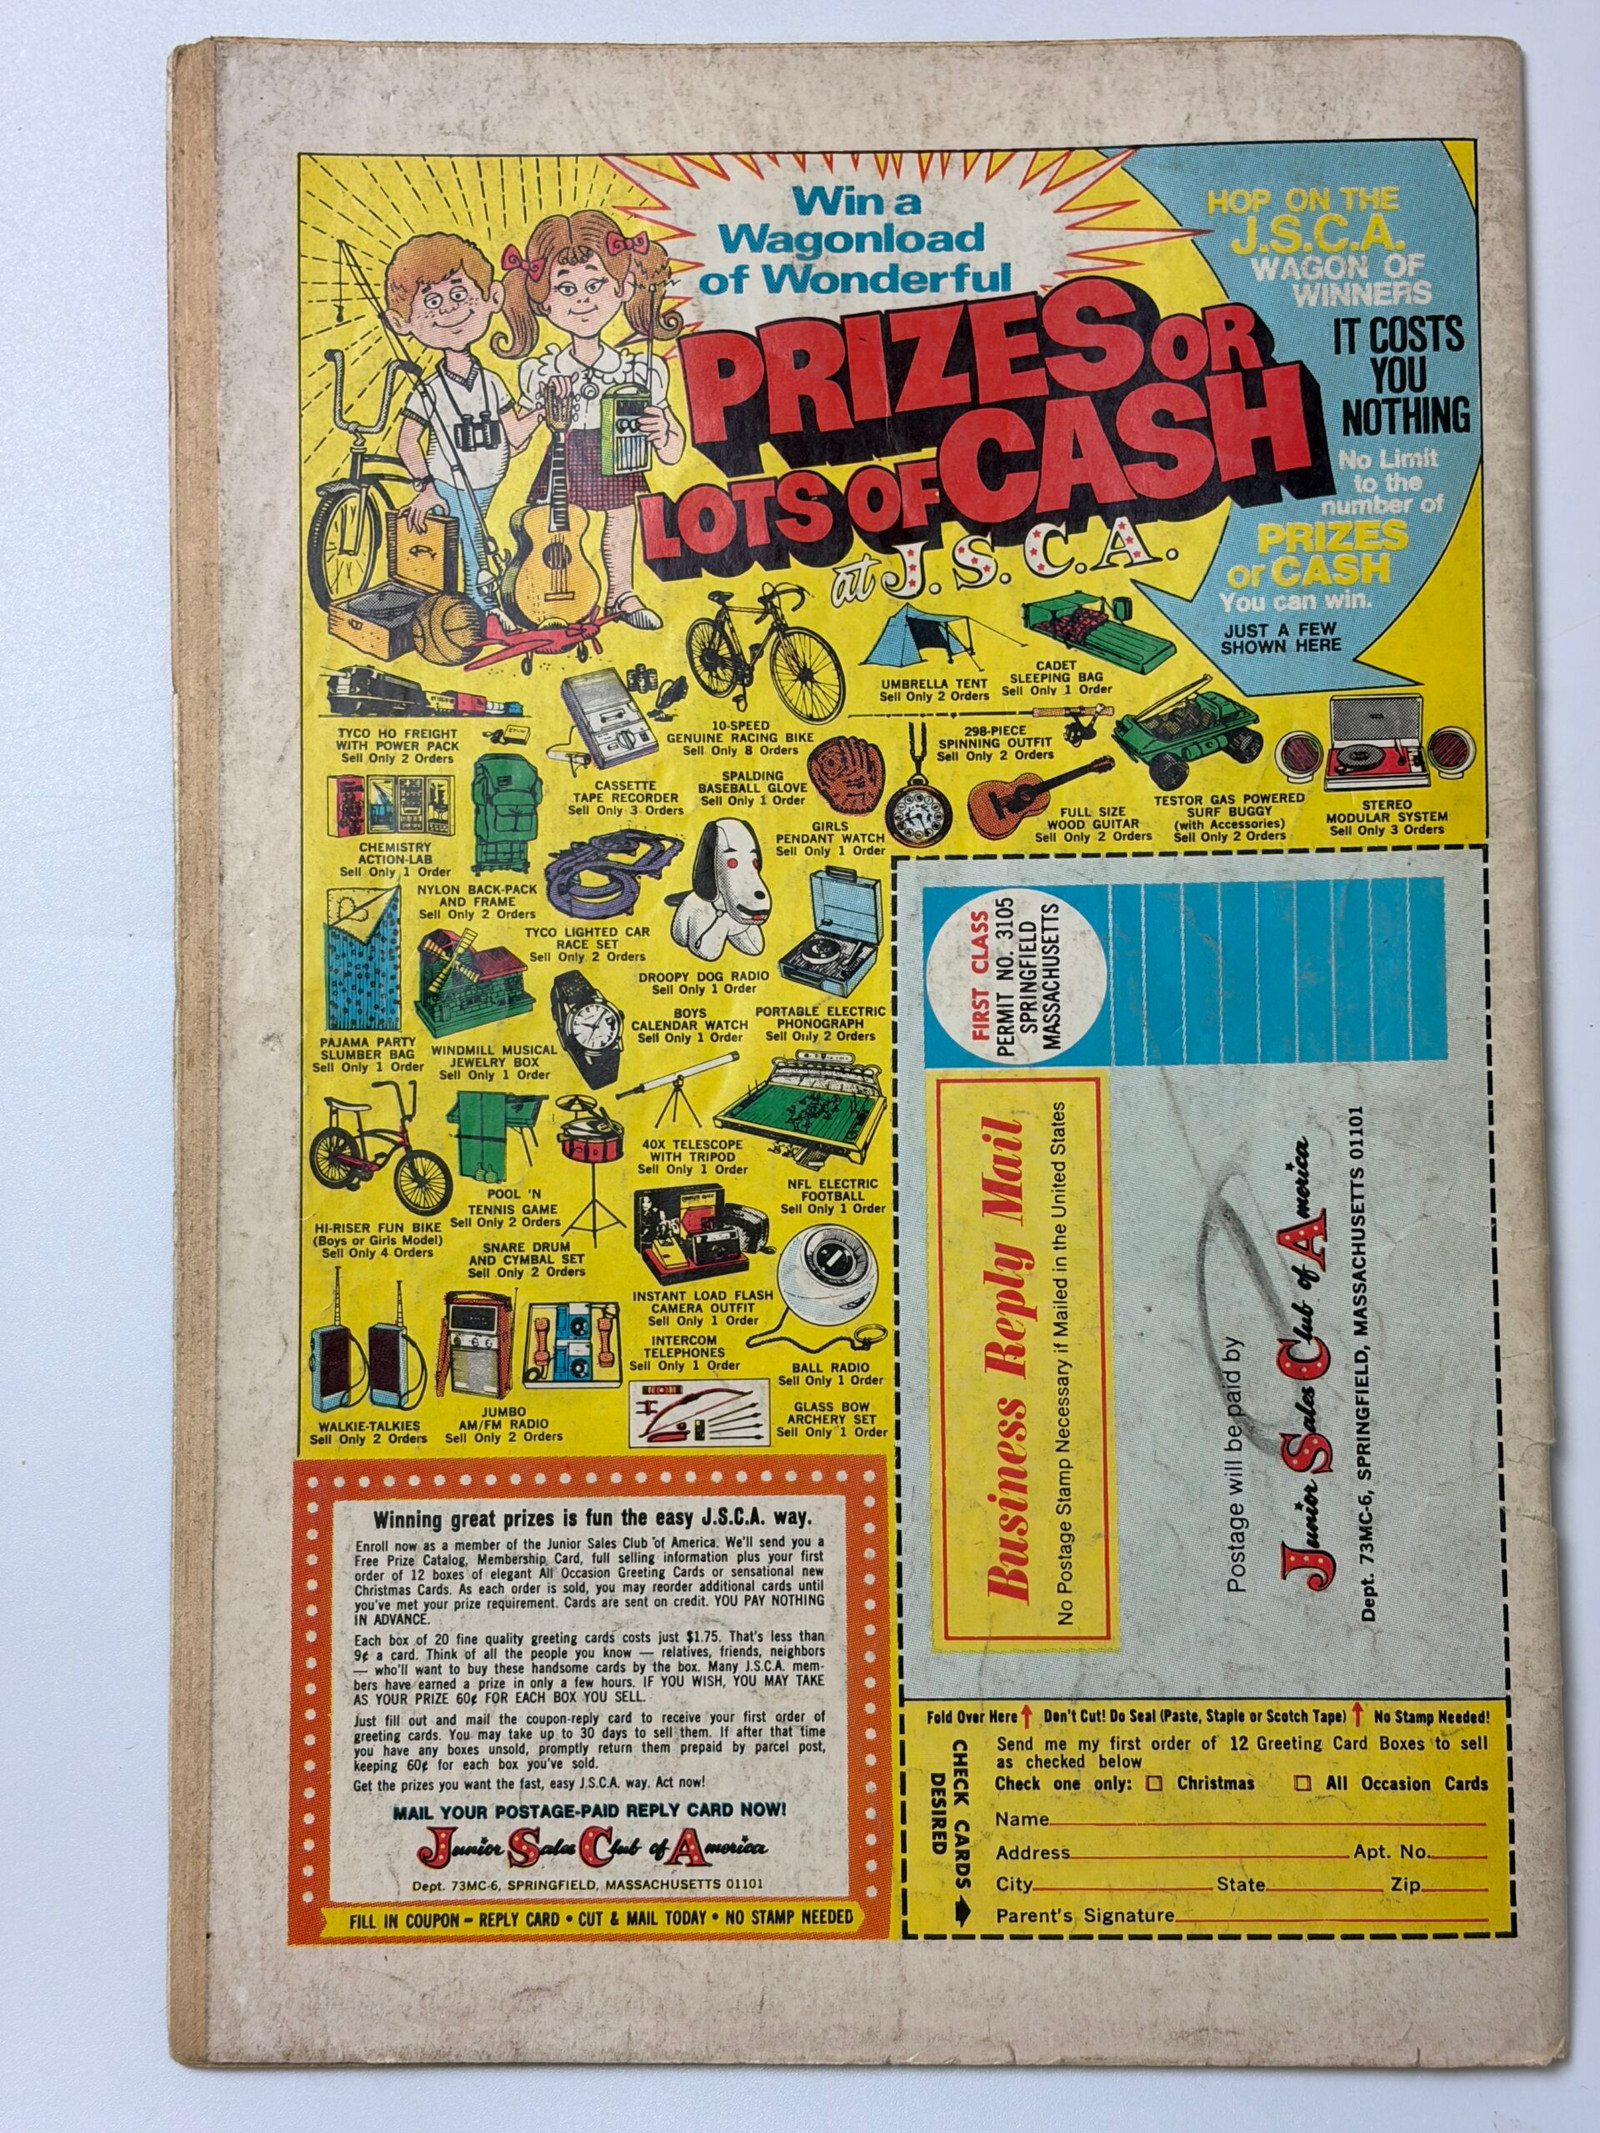 Win a
Wagonload
of Wonderful
PRIZES OR
LOTS OF CASH
at J.S.C.A.
HOP ON THE
J.S.C.A.
WAGON OF
WINNERS
IT COSTS
YOU
NOTHING
No Limit
to the
number of
PRIZES
or CASH
You can win.
JUST A FEW
SHOWN HERE
TYCO HO FREIGHT
WITH POWER PACK
Sell Only 2 Orders
CASSETTE
TAPE RECORDER
Sell Only 3 Orders
10-SPEED
GENUINE RACING BIKE
Sell Only 8 Orders
UMBRELLA TENT
Sell Only 2 Orders
CADET
SLEEPING BAG
Sell Only 1 Order
298-PIECE
SPINNING OUTFIT
Sell Only 2 Orders
SPALDING
BASEBALL GLOVE
Sell Only 1 Order
GIRLS
PENDANT WATCH
Sell Only 1 Order
FULL SIZE
WOOD GUITAR
Sell Only 2 Orders
TESTOR GAS POWERED
SURF BUGGY
(with Accessories)
Sell Only 2 Orders
STEREO
MODULAR SYSTEM
Sell Only 3 Orders
CHEMISTRY
ACTION-LAB
Sell Only 1 Order
NYLON BACK-PACK
AND FRAME
Sell Only 2 Orders
TYCO LIGHTED CAR
RACE SET
Sell Only 2 Orders
DROOPY DOG RADIO
Sell Only 1 Order
BOYS
CALENDAR WATCH
Sell Only 1 Order
PORTABLE ELECTRIC
PHONOGRAPH
Sell Only 2 Orders
PAJAMA PARTY
SLUMBER BAG
Sell Only 1 Order
WINDMILL MUSICAL
JEWELRY BOX
Sell Only 1 Order
40X TELESCOPE
WITH TRIPOD
Sell Only 1 Order
NFL ELECTRIC
FOOTBALL
Sell Only 1 Order
HI-RISER FUN BIKE
(Boys or Girls Model)
Sell Only 4 Orders
POOL 'N
TENNIS GAME
Sell Only 2 Orders
SNARE DRUM
AND CYMBAL SET
Sell Only 2 Orders
INSTANT LOAD FLASH
CAMERA OUTFIT
Sell Only 1 Order
INTERCOM
TELEPHONES
Sell Only 1 Order
BALL RADIO
Sell Only 1 Order
WALKIE-TALKIES
Sell Only 2 Orders
JUMBO
AM/FM RADIO
Sell Only 2 Orders
GLASS BOW
ARCHERY SET
Sell Only 1 Order
Winning great prizes is fun the easy J.S.C.A. way.
Enroll now as a member of the Junior Sales Club of America. We'll send you a
Free Prize Catalog, Membership Card, full selling information plus your first
order of 12 boxes of elegant All Occasion Greeting Cards or sensational new
Christmas Cards. As each order is sold, you may reorder additional cards until
you've met your prize requirement. Cards are sent on credit. YOU PAY NOTHING
IN ADVANCE.
Each box of 20 fine quality greeting cards costs just $1.75. That's less than
9¢ a card. Think of all the people you know — relatives, friends, neighbors
— who'll want to buy these handsome cards by the box. Many J.S.C.A. mem-
bers have earned a prize in only a few hours. IF YOU WISH, YOU MAY TAKE
AS YOUR PRIZE 60¢ FOR EACH BOX YOU SELL.
Just fill out and mail the coupon-reply card to receive your first order of
greeting cards. You may take up to 30 days to sell them. If after that time
you have any boxes unsold, promptly return them prepaid by parcel post,
keeping 60¢ for each box you've sold.
Get the prizes you want the fast, easy J.S.C.A. way. Act now!
MAIL YOUR POSTAGE-PAID REPLY CARD NOW!
Junior Sales Club of America
Dept. 73MC-6, SPRINGFIELD, MASSACHUSETTS 01101
FILL IN COUPON – REPLY CARD • CUT & MAIL TODAY • NO STAMP NEEDED
FIRST CLASS
PERMIT NO. 3105
SPRINGFIELD
MASSACHUSETTS
Business Reply Mail
No Postage Stamp Necessary if Mailed in the United States
Postage will be paid by
Junior Sales Club of America
Dept. 73MC-6, SPRINGFIELD, MASSACHUSETTS 01101
Fold Over Here Don't Cut! Do Seal (Paste, Staple or Scotch Tape) No Stamp Needed!
CHECK CARDS
DESIRED
Send me my first order of 12 Greeting Card Boxes to sell
as checked below
Check one only: Christmas All Occasion Cards
Name
Address Apt. No.
City State Zip
Parent's Signature